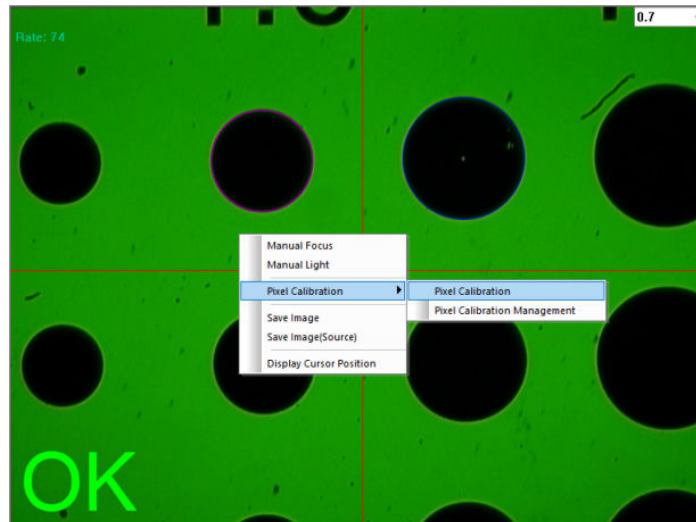 0.7
Rate: 74
Manual Focus
Manual Light
Pixel Calibration
Pixel Calibration
Pixel Calibration Management
Save Image
Save Image(Source)
Display Cursor Position
OK